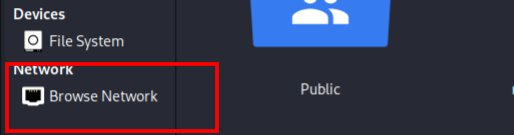 Devices
File System
Network
Browse Network
Public